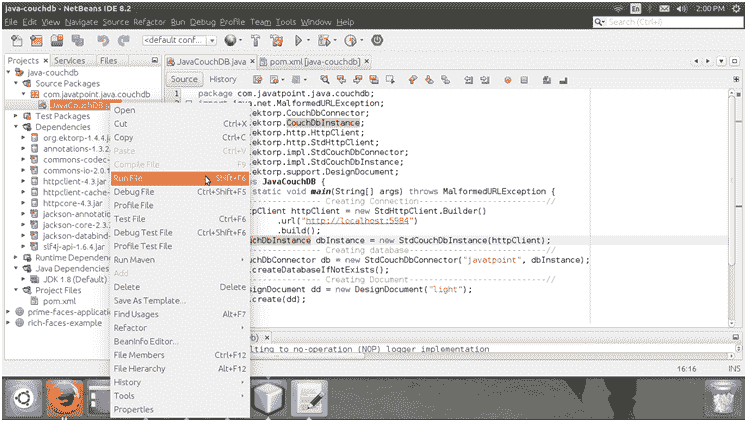 java-couchdb - NetBeans IDE 8.2
2:00 PM
File Edit View Navigate Source Refactor Run Debug Profile Team Tools Window Help
Search (Ctrl+I)
<default conf...
Projects Services Files
JavaCouchDB.java pom.xml [java-couchdb]
Source History
java-couchdb
Source Packages
com.javatpoint.java.couchdb
Test Packages
Dependencies
org.ektorp-1.4.4.j
annotations-1.3.2
commons-codec-
commons-io-2.0.1
httpclient-4.3.jar
httpclient-cache-
httpcore-4.3.jar
jackson-annotatio
jackson-core-2.3.
jackson-databind-
slf4j-api-1.6.4.jar
Runtime Dependenc
Java Dependencies
JDK 1.8 (Default)
Project Files
pom.xml
prime-faces-applicati
rich-faces-example
Open
Cut Ctrl+X
Copy Ctrl+C
Paste Ctrl+V
Compile File F9
Run File Shift+F6
Debug File Ctrl+Shift+F5
Profile File
Test File Ctrl+F6
Debug Test File Ctrl+Shift+F6
Profile Test File
Run Maven
Add
Delete Delete
Save As Template...
Find Usages Alt+F7
Refactor
BeanInfo Editor...
File Members Ctrl+F12
File Hierarchy Alt+F12
History
Tools
Properties
1 package com.javatpoint.java.couchdb;
import java.net.MalformedURLException;
ektorp.CouchDbConnector;
ektorp.CouchDbInstance;
ektorp.http.HttpClient;
ektorp.http.StdHttpClient;
ektorp.impl.StdCouchDbConnector;
ektorp.impl.StdCouchDbInstance;
ektorp.support.DesignDocument;
JavaCouchDB {
static void main(String[] args) throws MalformedURLException {
Creating Connection
httpClient = new StdHttpClient.Builder()
.url("http://localhost:5984")
.build();
dbInstance = new StdCouchDbInstance(httpClient);
Creating database
db = new StdCouchDbConnector("javatpoint", dbInstance);
createDatabaseIfNotExists();
Creating Document
dd = new DesignDocument("light");
create(dd);
to no-operation (NOP) logger implementation
16:16 INS